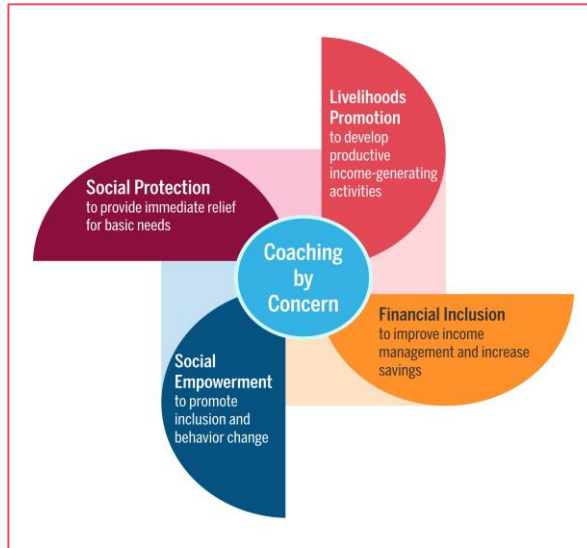 Livelihoods
Promotion
to develop
productive
income-generating
activities
Social Protection
to provide immediate relief
for basic needs
Coaching
by
Concern
Financial Inclusion
to improve income
management and increase
savings
Social
Empowerment
to promote
inclusion and
behavior change